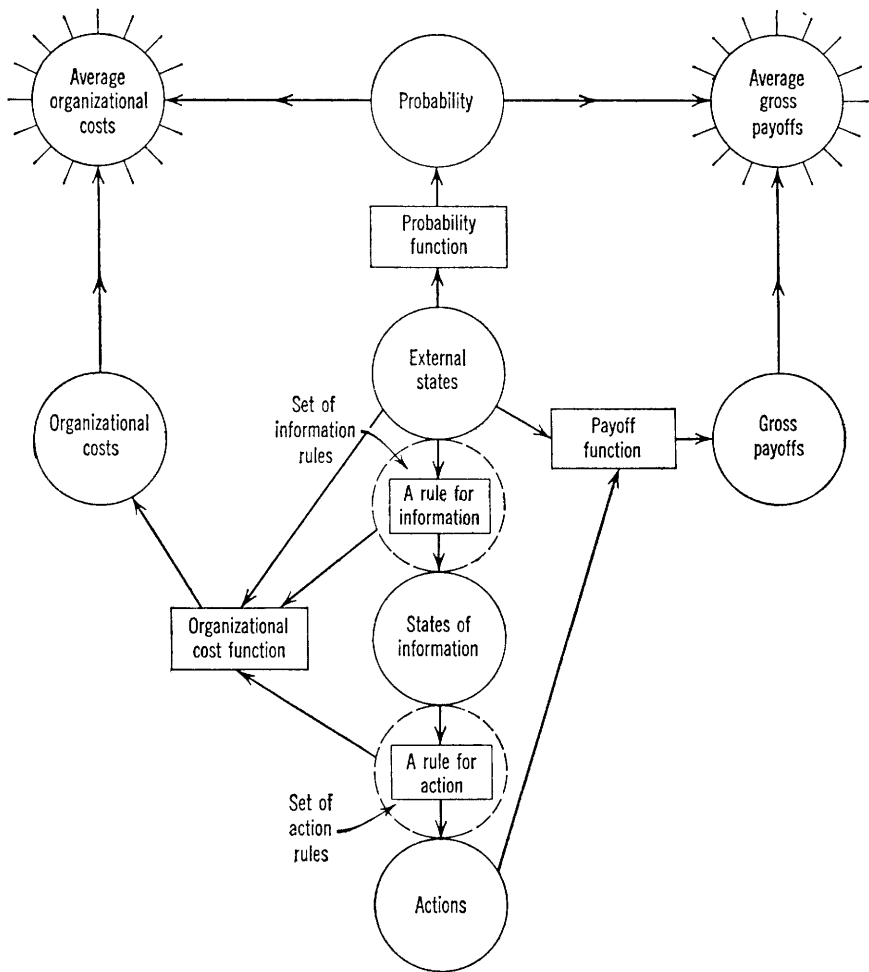 Average
organizational
costs
Probability
Average
gross
payoffs
Probability
function
External
states
Set of
information
rules
Organizational
costs
Payoff
function
Gross
payoffs
A rule for
information
Organizational
cost function
States of
information
A rule for
action
Set of
action
rules
Actions